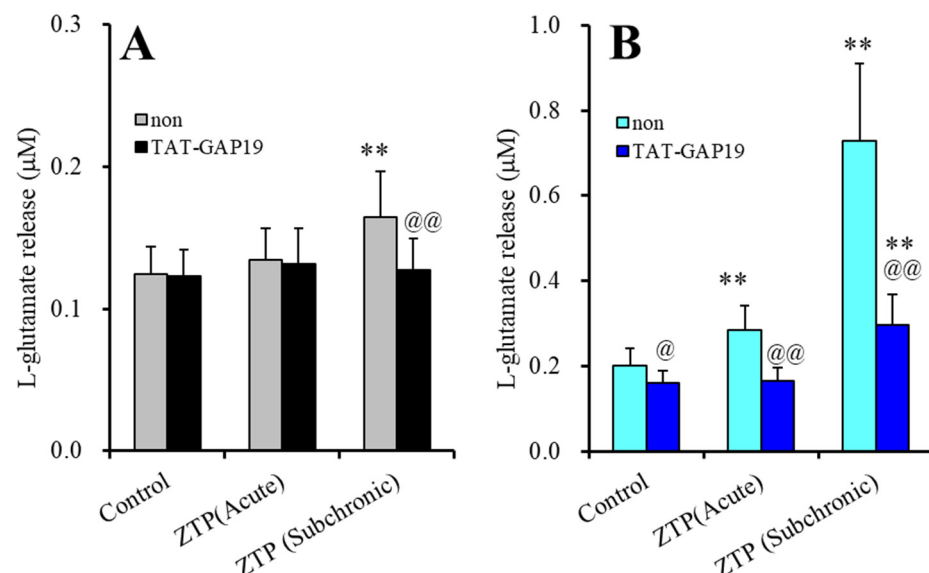 A
L-glutamate release (µM)
0.3
0.2
0.1
0.0
non
TAT-GAP19
**
@@
Control
ZTP(Acute)
ZTP (Subchronic)
B
L-glutamate release (µM)
1.0
0.8
0.6
0.4
0.2
0.0
non
TAT-GAP19
@
**
@@
**
**
@@
Control
ZTP(Acute)
ZTP (Subchronic)